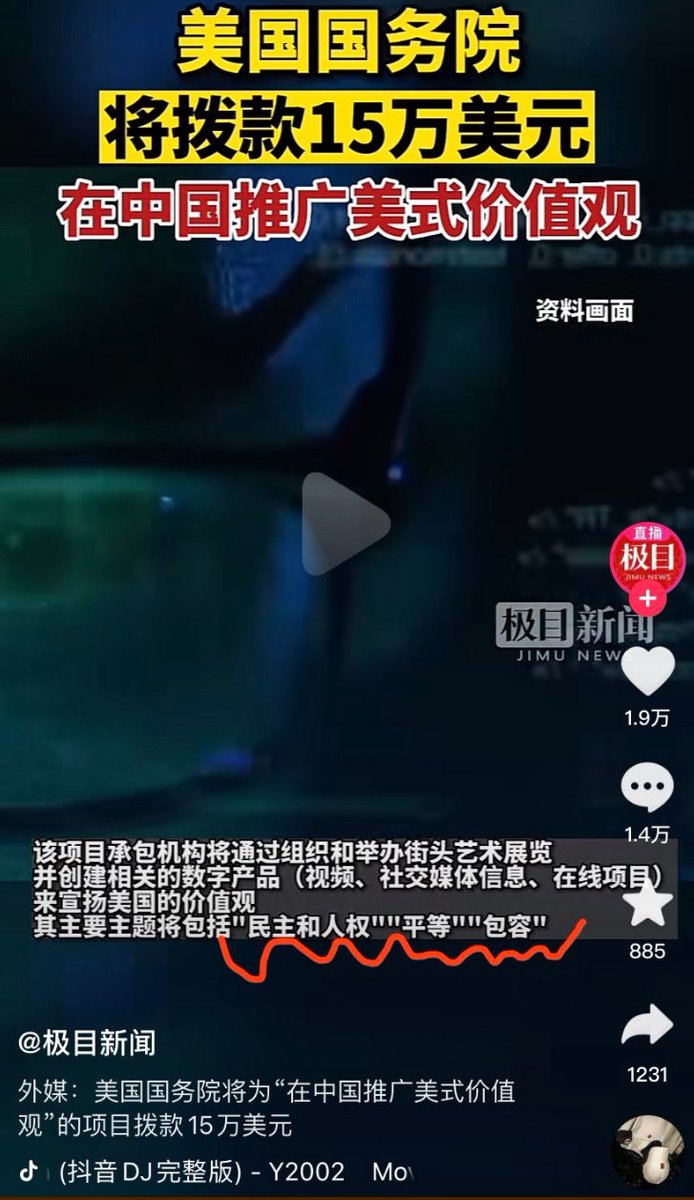 美国国务院
将拨款15万美元
在中国推广美式价值观
资料画面
直播
极目
JIMU NEWS
极目新闻
JIMU NEWS
1.9万
1.4万
该项目承包机构将通过组织和举办街头艺术展览
并创建相关的数字产品（视频、社交媒体信息、在线项目）
来宣扬美国的价值观
其主要主题将包括"民主和人权""平等""包容"
885
@极目新闻
1231
外媒：美国国务院将为“在中国推广美式价值
观”的项目拨款15万美元
(抖音DJ完整版) - Y2002 Mov